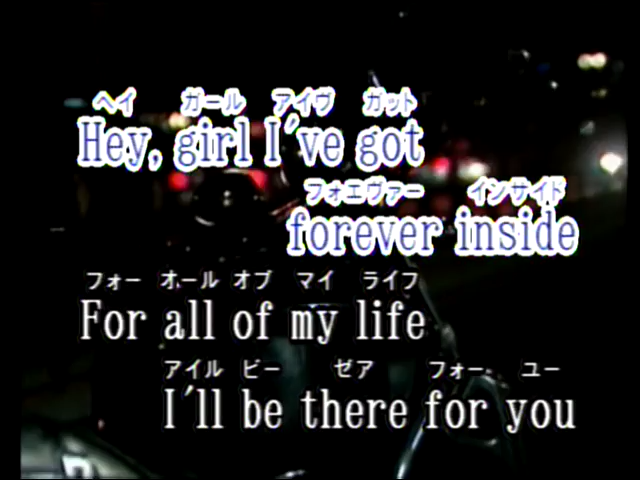 ヘイ ガール アイヴ ガット
Hey, girl I've got
フォエヴァー インサイド
forever inside
フォー オール オブ マイ ライフ
For all of my life
アイル ビー ゼア フォー ユー
I'll be there for you